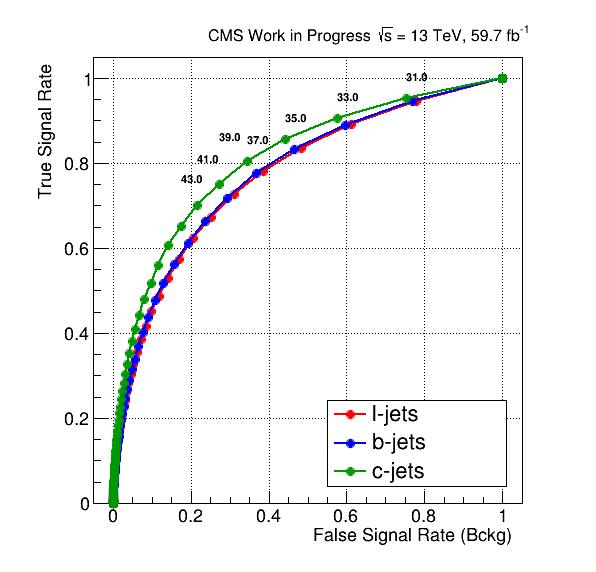 CMS Work in Progress √s = 13 TeV, 59.7 fb⁻¹
True Signal Rate
1
0.8
0.6
0.4
0.2
0
31.0
33.0
35.0
37.0
39.0
41.0
43.0
l-jets
b-jets
c-jets
0 0.2 0.4 0.6 0.8 1
False Signal Rate (Bckg)